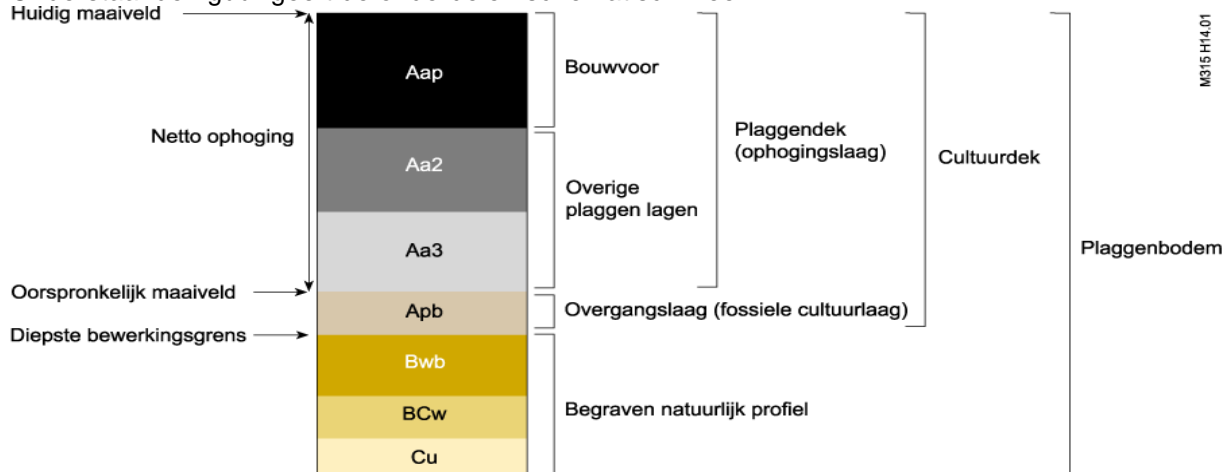 Huidig maaiveld
Netto ophoging
Oorspronkelijk maaiveld
Diepste bewerkingsgrens
Aap
Aa2
Aa3
Apb
Bwb
BCw
Cu
Bouwvoor
Overige
plaggen lagen
Overgangslaag (fossiele cultuurlaag)
Begraven natuurlijk profiel
Plaggendek
(ophogingslaag)
Cultuurdek
Plaggenbodem
M315 H14.01